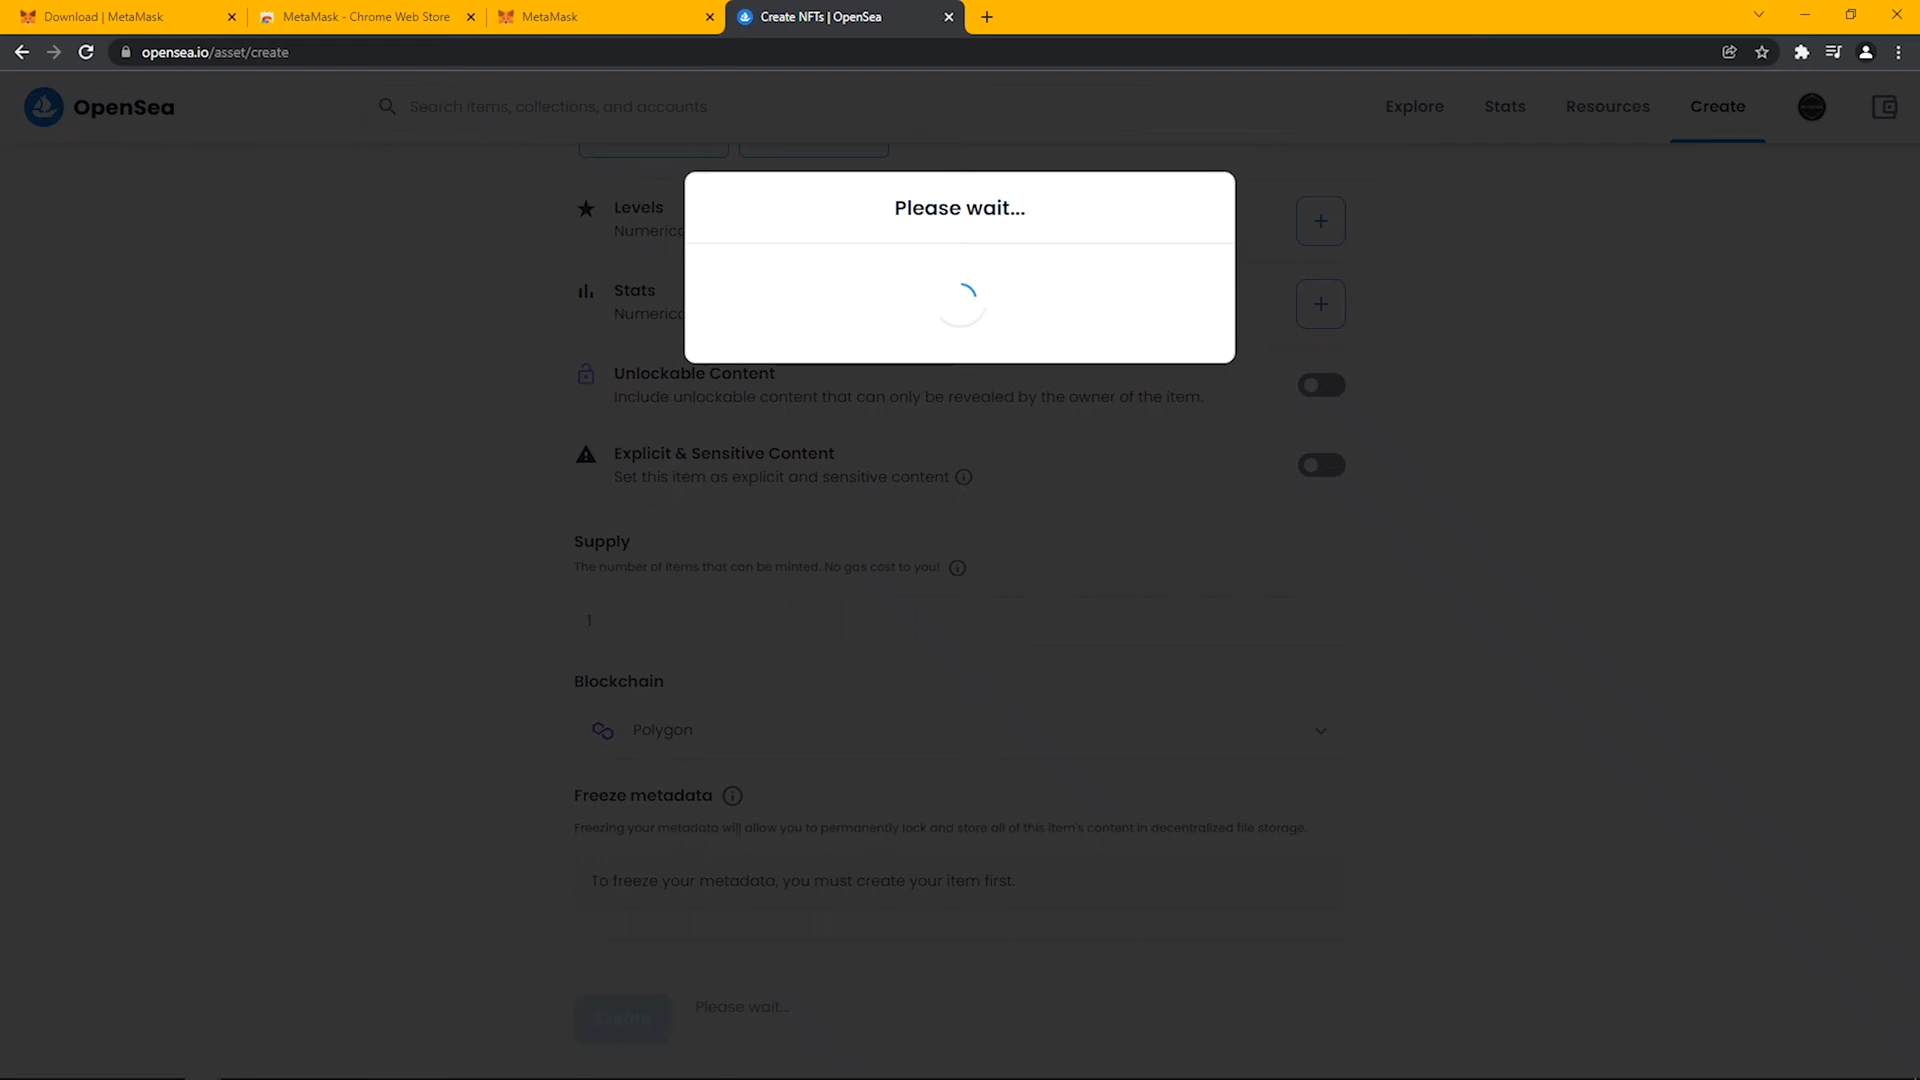 Download | MetaMask
MetaMask - Chrome Web Store
MetaMask
Create NFTs | OpenSea
opensea.io/asset/create
OpenSea
Search items, collections, and accounts
Explore
Stats
Resources
Create
Please wait...
Levels
Numeric
Stats
Numeric
Unlockable Content
Include unlockable content that can only be revealed by the owner of the item.
Explicit & Sensitive Content
Set this item as explicit and sensitive content
Supply
The number of items that can be minted. No gas cost to you!
1
Blockchain
Polygon
Freeze metadata
Freezing your metadata will allow you to permanently lock and store all of this item's content in decentralized file storage.
To freeze your metadata, you must create your item first.
Create
Please wait...